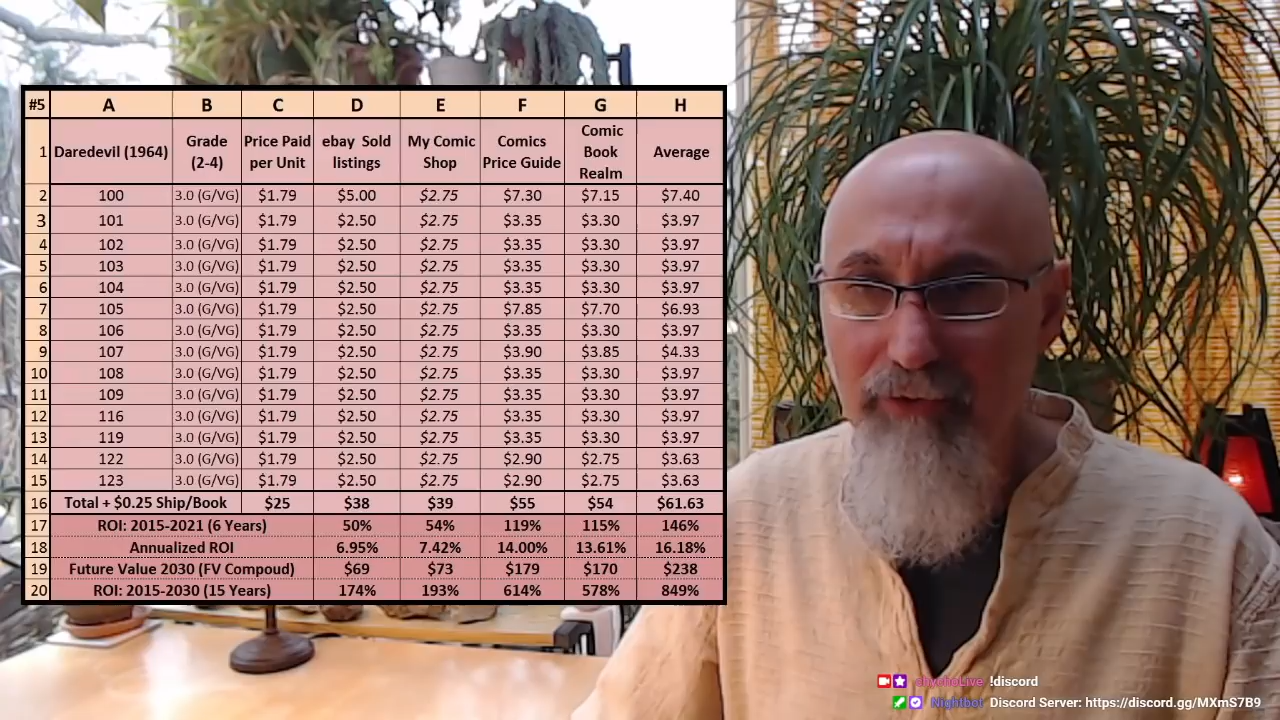 #5 A B C D E F G H
1 Daredevil (1964) Grade (2-4) Price Paid per Unit ebay Sold listings My Comic Shop Comics Price Guide Comic Book Realm Average
2 100 3.0 (G/VG) $1.79 $5.00 $2.75 $7.30 $7.15 $7.40
3 101 3.0 (G/VG) $1.79 $2.50 $2.75 $3.35 $3.30 $3.97
4 102 3.0 (G/VG) $1.79 $2.50 $2.75 $3.35 $3.30 $3.97
5 103 3.0 (G/VG) $1.79 $2.50 $2.75 $3.35 $3.30 $3.97
6 104 3.0 (G/VG) $1.79 $2.50 $2.75 $3.35 $3.30 $3.97
7 105 3.0 (G/VG) $1.79 $2.50 $2.75 $7.85 $7.70 $6.93
8 106 3.0 (G/VG) $1.79 $2.50 $2.75 $3.35 $3.30 $3.97
9 107 3.0 (G/VG) $1.79 $2.50 $2.75 $3.90 $3.85 $4.33
10 108 3.0 (G/VG) $1.79 $2.50 $2.75 $3.35 $3.30 $3.97
11 109 3.0 (G/VG) $1.79 $2.50 $2.75 $3.35 $3.30 $3.97
12 116 3.0 (G/VG) $1.79 $2.50 $2.75 $3.35 $3.30 $3.97
13 119 3.0 (G/VG) $1.79 $2.50 $2.75 $3.35 $3.30 $3.97
14 122 3.0 (G/VG) $1.79 $2.50 $2.75 $2.90 $2.75 $3.63
15 123 3.0 (G/VG) $1.79 $2.50 $2.75 $2.90 $2.75 $3.63
16 Total + $0.25 Ship/Book $25 $38 $39 $55 $54 $61.63
17 ROI: 2015-2021 (6 Years) 50% 54% 119% 115% 146%
18 Annualized ROI 6.95% 7.42% 14.00% 13.61% 16.18%
19 Future Value 2030 (FV Compoud) $69 $73 $179 $170 $238
20 ROI: 2015-2030 (15 Years) 174% 193% 614% 578% 849%
!discord
Nightbot Discord Server: https://discord.gg/MXmS7B9